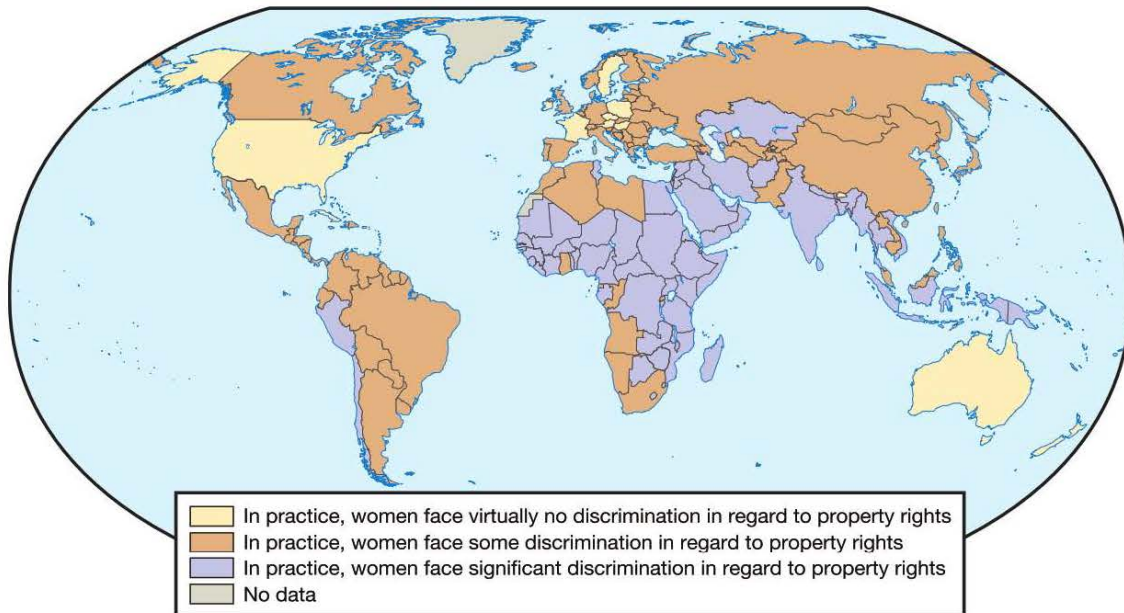 In practice, women face virtually no discrimination in regard to property rights
In practice, women face some discrimination in regard to property rights
In practice, women face significant discrimination in regard to property rights
No data